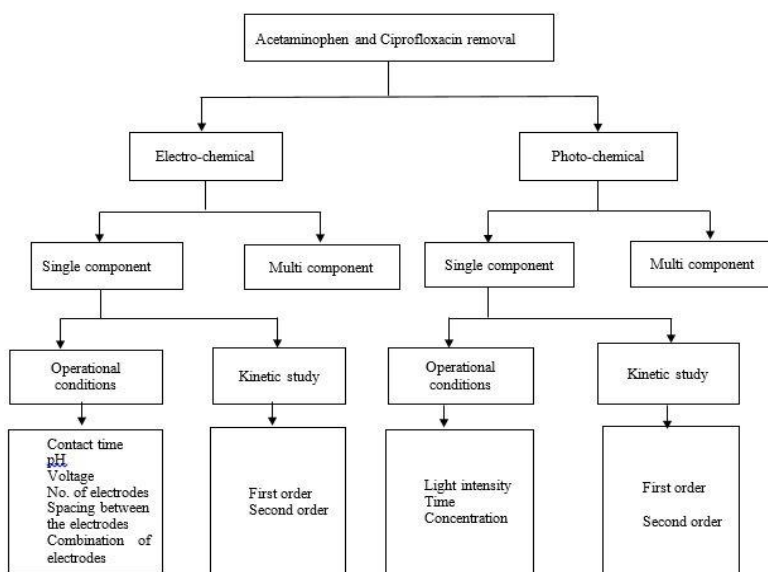 Acetaminophen and Ciprofloxacin removal
Electro-chemical
Photo-chemical
Single component
Multi component
Single component
Multi component
Operational
conditions
Kinetic study
Operational
conditions
Kinetic study
Contact time
pH
Voltage
No. of electrodes
Spacing between
the electrodes
Combination of
electrodes
First order
Second order
Light intensity
Time
Concentration
First order
Second order